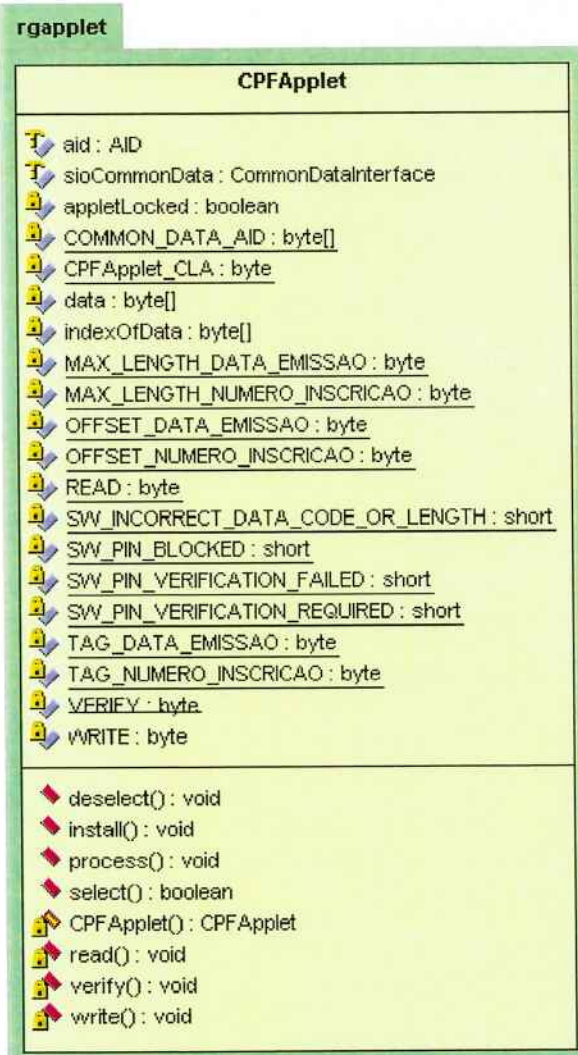 rgapplet
CPFApplet
aid : AID
sioCommonData : CommonDataInterface
appletLocked : boolean
COMMON_DATA_AID : byte[]
CPFApplet_CLA : byte
data : byte[]
indexOfData : byte[]
MAX_LENGTH_DATA_EMISSAO : byte
MAX_LENGTH_NUMERO_INSCRICAO : byte
OFFSET_DATA_EMISSAO : byte
OFFSET_NUMERO_INSCRICAO : byte
READ : byte
SW_INCORRECT_DATA_CODE_OR_LENGTH : short
SW_PIN_BLOCKED : short
SW_PIN_VERIFICATION_FAILED : short
SW_PIN_VERIFICATION_REQUIRED : short
TAG_DATA_EMISSAO : byte
TAG_NUMERO_INSCRICAO : byte
VERIFY : byte
WRITE : byte
deselect() : void
install() : void
process() : void
select() : boolean
CPFApplet() : CPFApplet
read() : void
verify() : void
write() : void